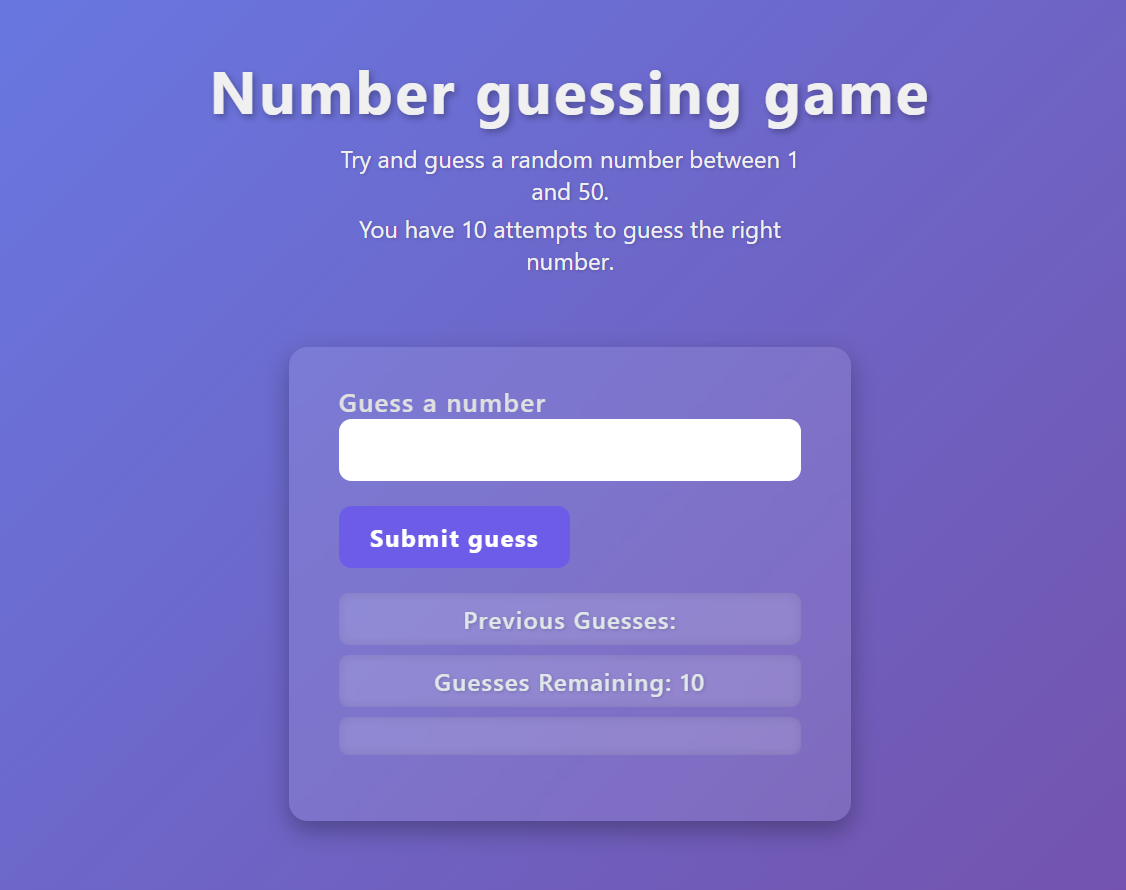 Number guessing game
Try and guess a random number between 1
and 50.
You have 10 attempts to guess the right
number.
Guess a number
Submit guess
Previous Guesses:
Guesses Remaining: 10